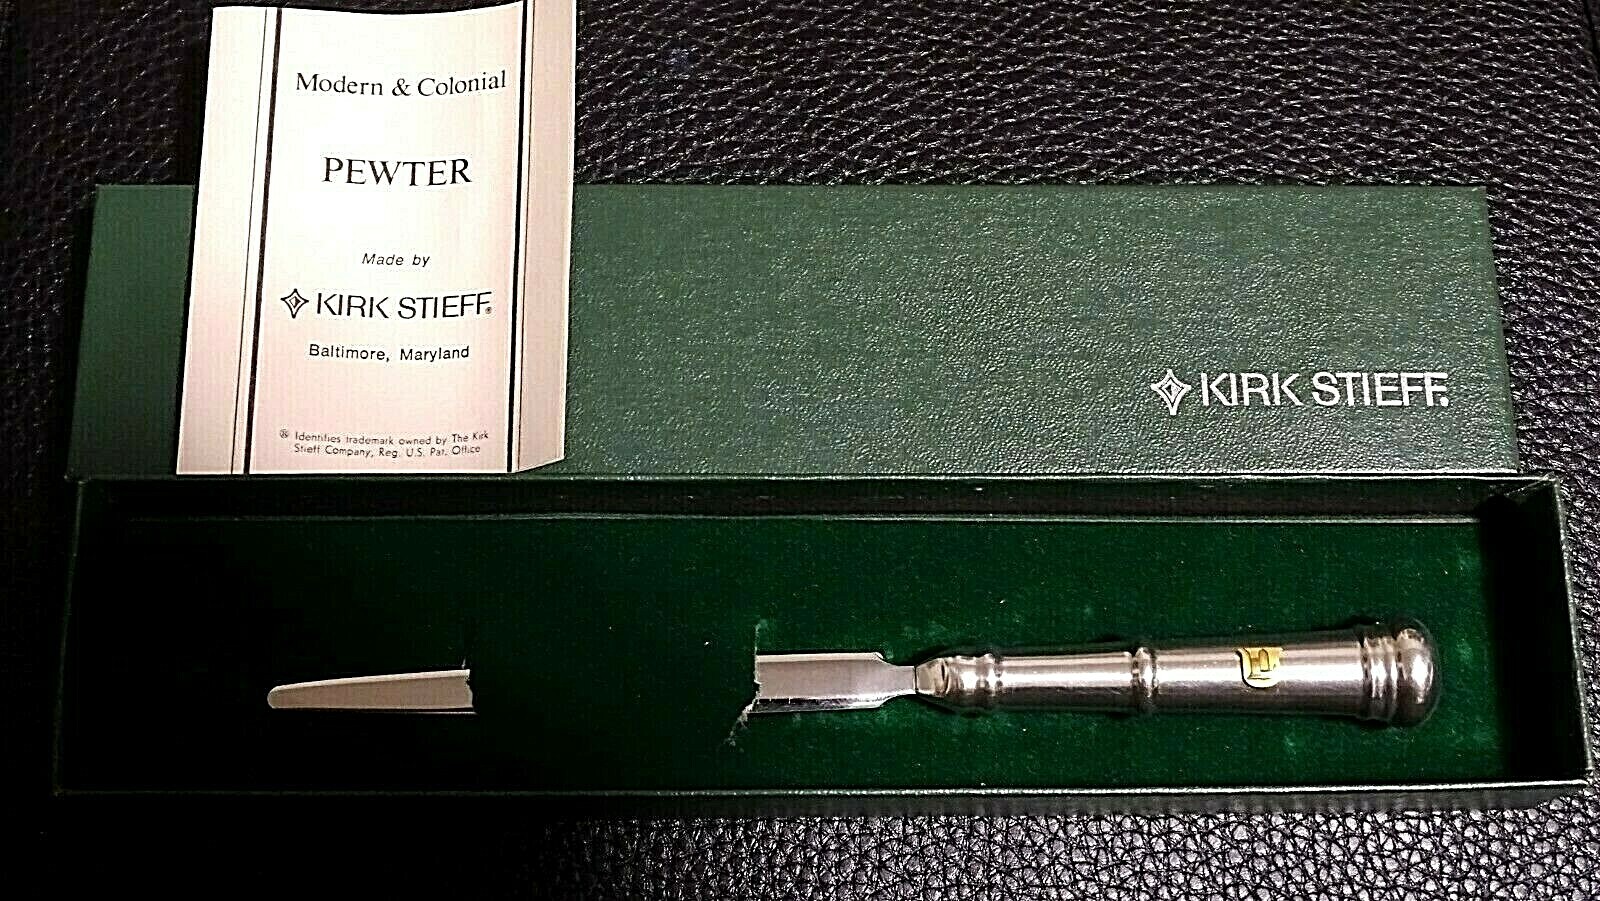 Modern & Colonial
PEWTER
Made by
KIRK STIEFF®
Baltimore, Maryland
® Identifies trademark owned by The Kirk
Stieff Company, Reg. U.S. Pat. Office
KIRK STIEFF®